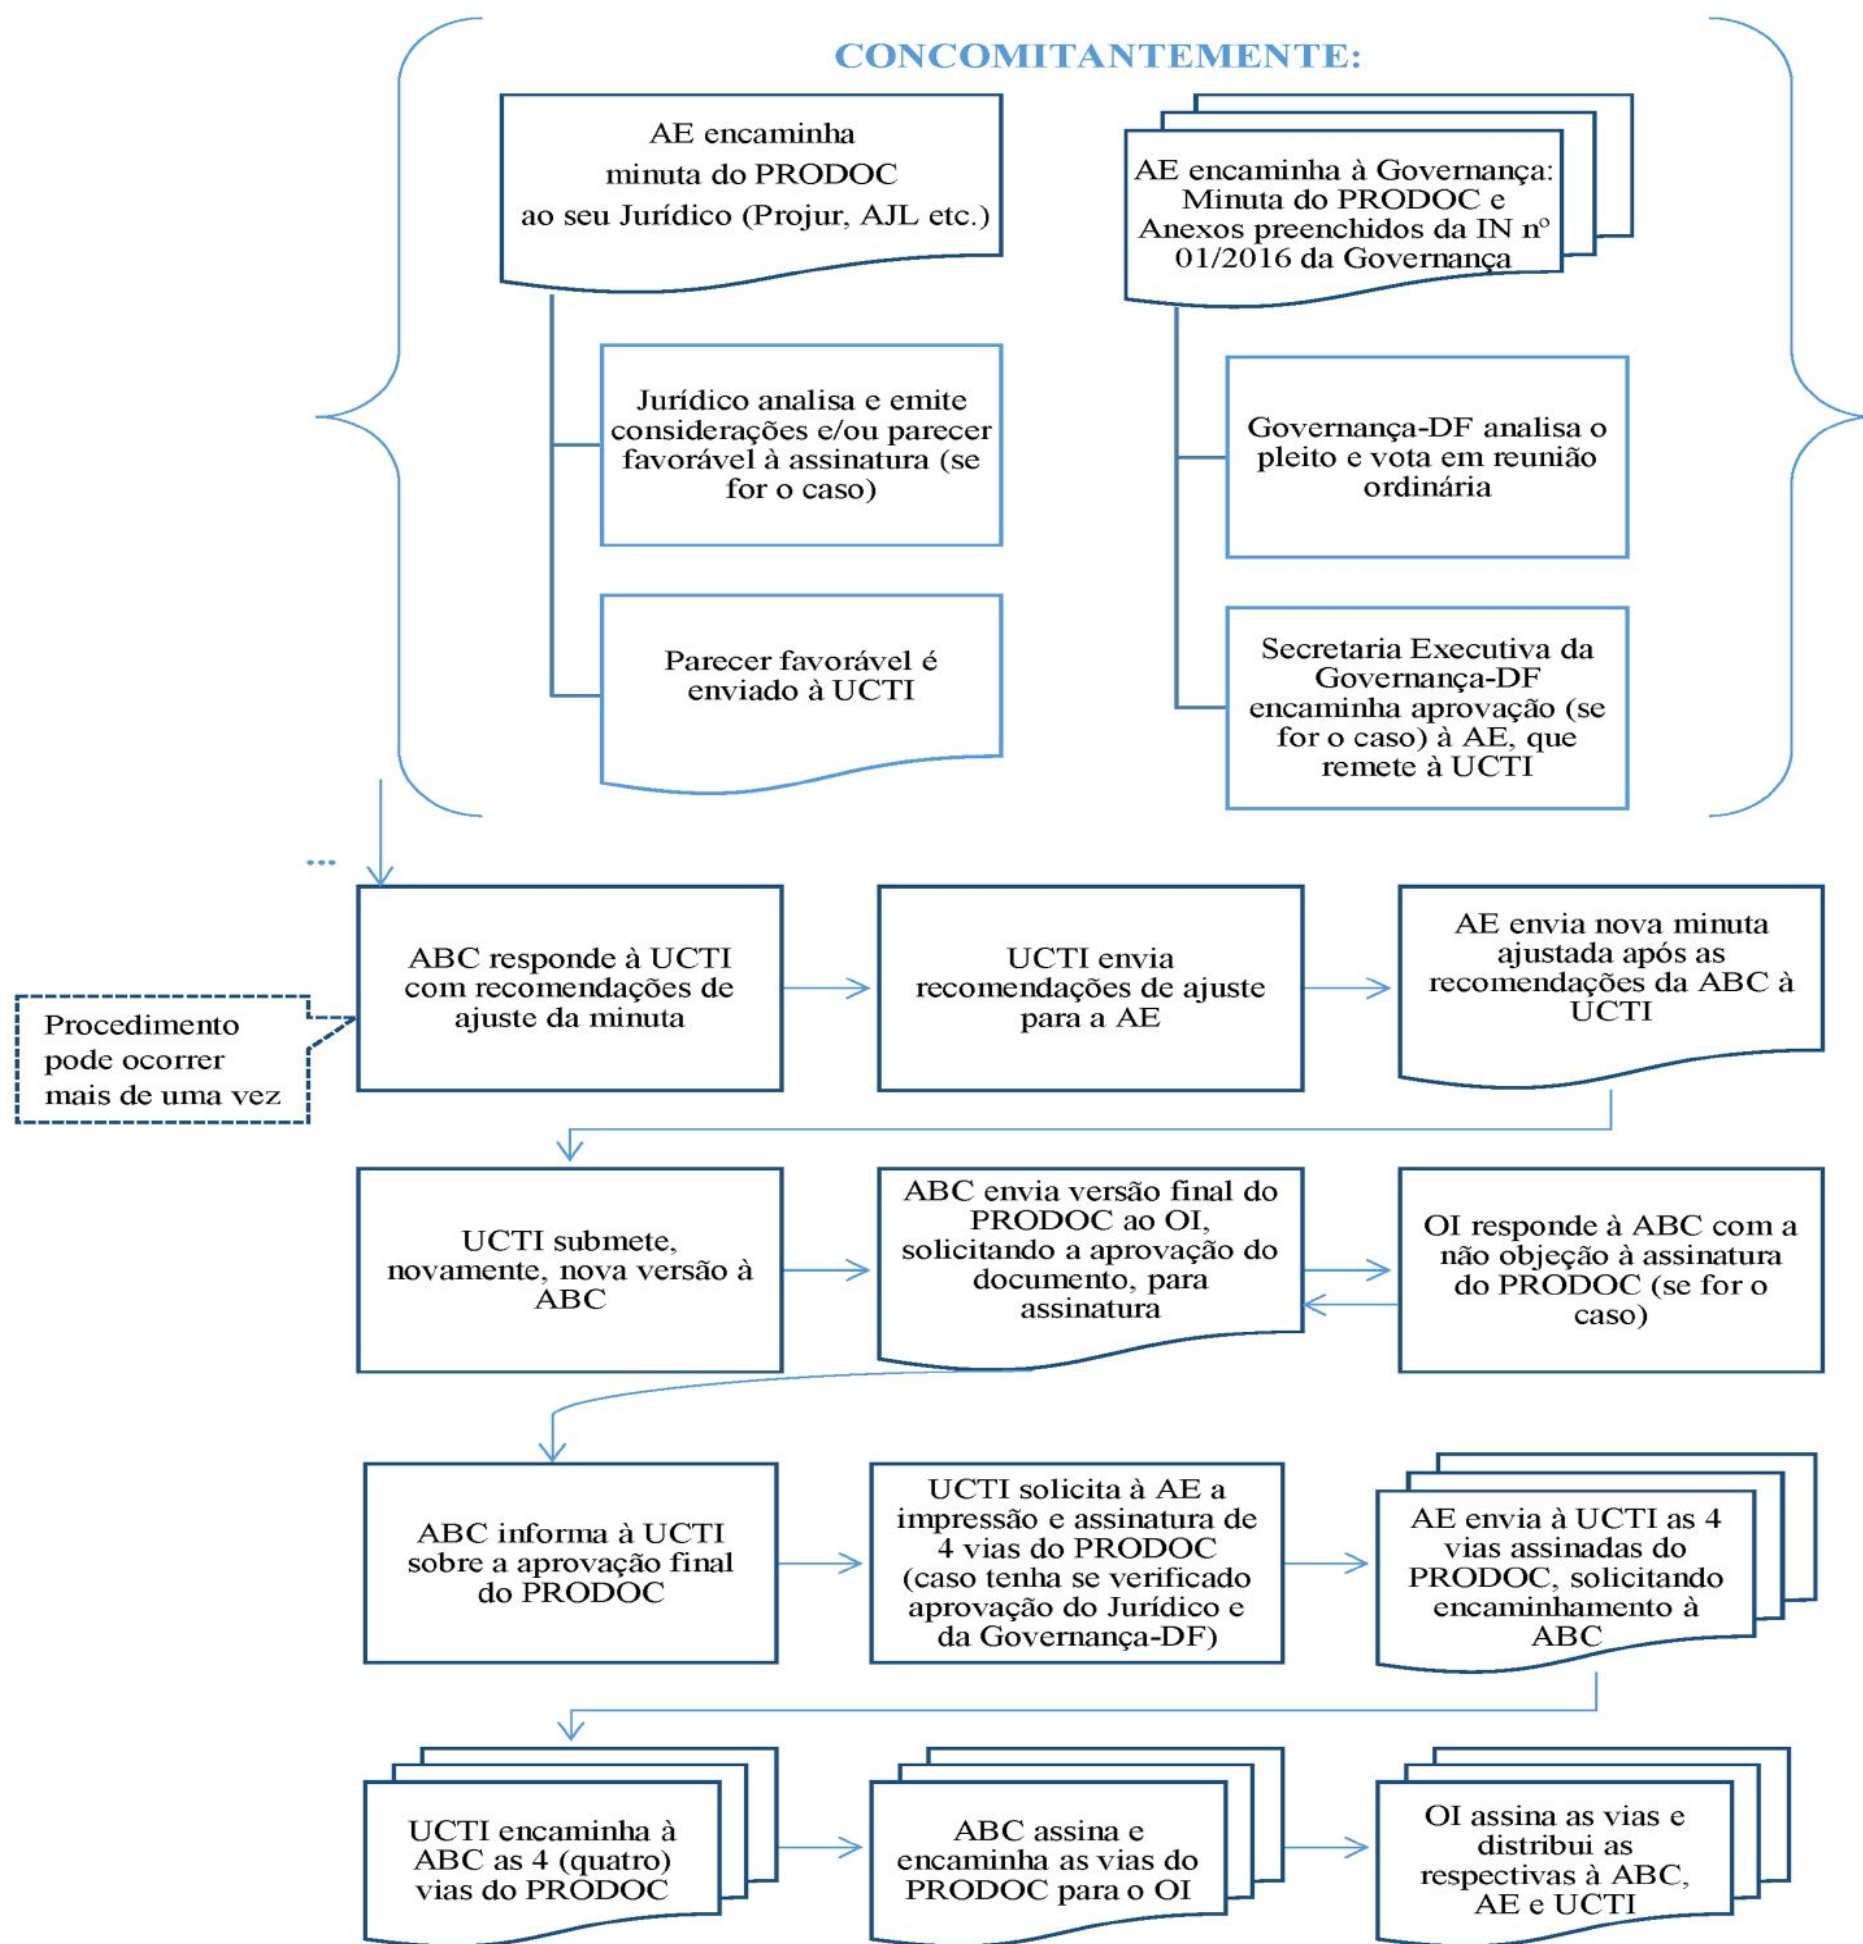 CONCOMITANTEMENTE:
AE encaminha
minuta do PRODOC
ao seu Jurídico (Projur, AJL etc.)
AE encaminha à Governança:
Minuta do PRODOC e
Anexos preenchidos da IN nº
01/2016 da Governança
Jurídico analisa e emite
considerações e/ou parecer
favorável à assinatura (se
for o caso)
Governança-DF analisa o
pleito e vota em reunião
ordinária
Parecer favorável é
enviado à UCTI
Secretaria Executiva da
Governança-DF
encaminha aprovação (se
for o caso) à AE, que
remete à UCTI
...
Procedimento
pode ocorrer
mais de uma vez
ABC responde à UCTI
com recomendações de
ajuste da minuta
UCTI envia
recomendações de ajuste
para a AE
AE envia nova minuta
ajustada após as
recomendações da ABC à
UCTI
UCTI submete,
novamente, nova versão à
ABC
ABC envia versão final do
PRODOC ao OI,
solicitando a aprovação do
documento, para
assinatura
OI responde à ABC com a
não objeção à assinatura
do PRODOC (se for o
caso)
ABC informa à UCTI
sobre a aprovação final
do PRODOC
UCTI solicita à AE a
impressão e assinatura de
4 vias do PRODOC
(caso tenha se verificado
aprovação do Jurídico e
da Governança-DF)
AE envia à UCTI as 4
vias assinadas do
PRODOC, solicitando
encaminhamento à
ABC
UCTI encaminha à
ABC as 4 (quatro)
vias do PRODOC
ABC assina e
encaminha as vias do
PRODOC para o OI
OI assina as vias e
distribui as
respectivas à ABC,
AE e UCTI